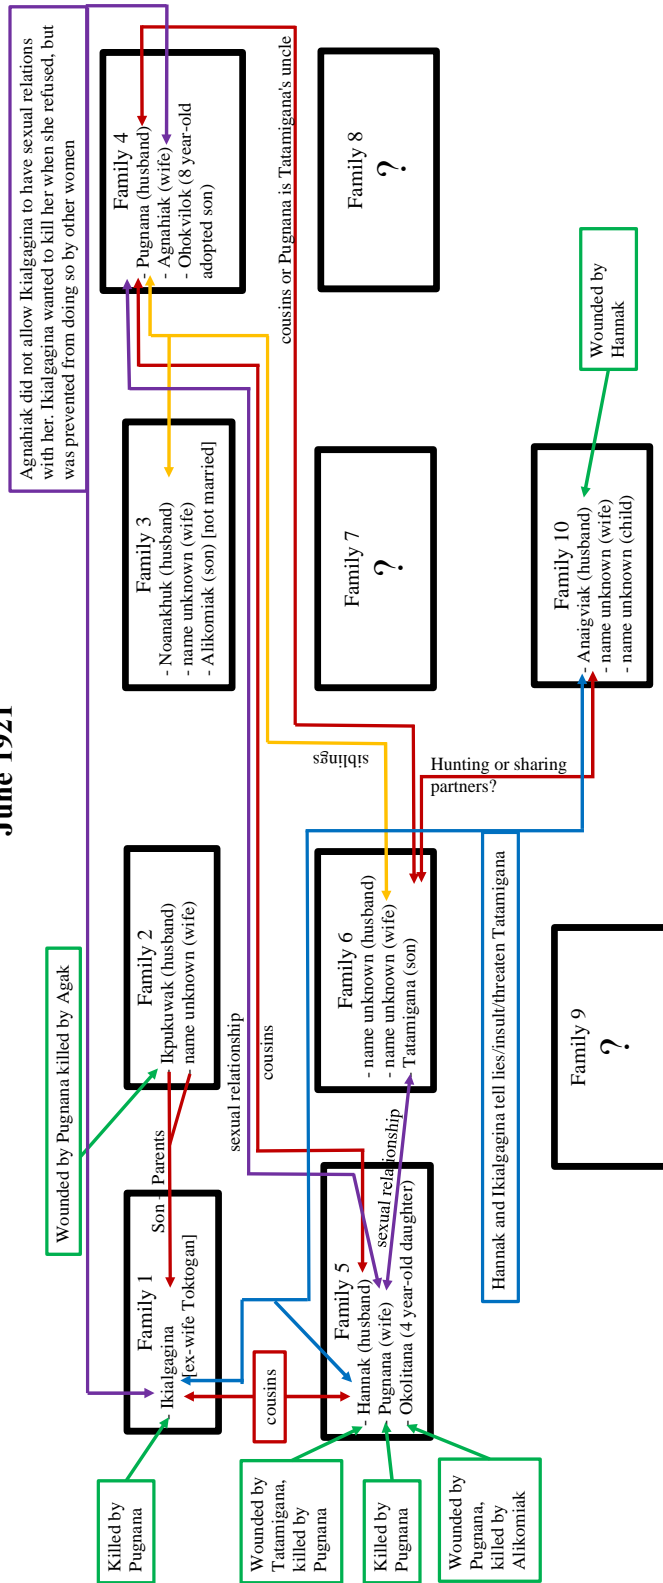 June 1921
Agnahiak did not allow Ikialgagina to have sexual relations
with her. Ikialgagina wanted to kill her when she refused, but
was prevented from doing so by other women
Wounded by Pugnana killed by Agak
Killed by
Pugnana
Family 1
- Ikialgagina
[ex-wife Toktogan]
Son - Parents
Family 2
- Ikpukuwak (husband)
- name unknown (wife)
Family 3
- Noanakhuk (husband)
- name unknown (wife)
- Alikomiak (son) [not married]
Family 4
- Pugnana (husband)
- Agnahiak (wife)
- Ohokvilok (8 year-old
adopted son)
sexual relationship
cousins
cousins
siblings
cousins or Pugnana is Tatamigana's uncle
Wounded by
Tatamigana,
killed by
Pugnana
Killed by
Pugnana
Wounded by
Pugnana,
killed by
Alikomiak
Family 5
- Hannak (husband)
- Pugnana (wife)
- Okolitana (4 year-old daughter)
sexual relationship
Family 6
- name unknown (husband)
- name unknown (wife)
- Tatamigana (son)
Family 7
?
Family 8
?
Hunting or sharing
partners?
Hannak and Ikialgagina tell lies/insult/threaten Tatamigana
Family 9
?
Family 10
- Anaigviak (husband)
- name unknown (wife)
- name unknown (child)
Wounded by
Hannak